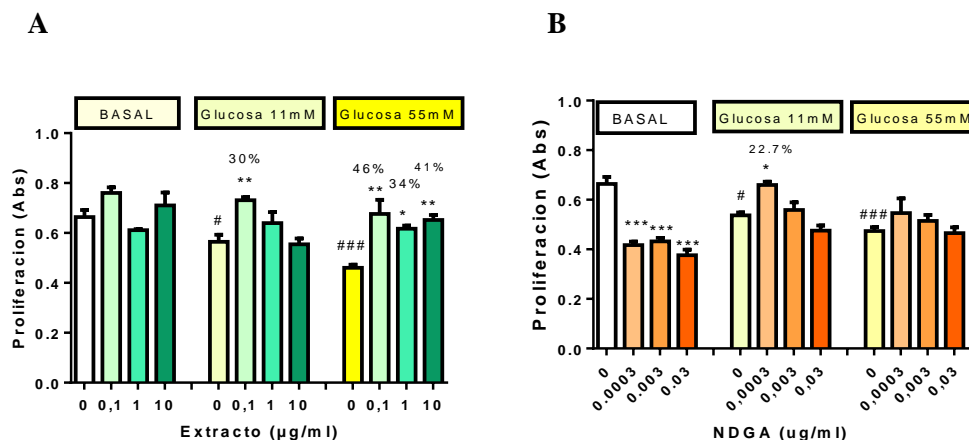 A
BASAL
Glucosa 11mM
Glucosa 55mM
Proliferacion (Abs)
1.0
0.8
0.6
0.4
0.2
0.0
#
30%
**
###
46%
**
34%
*
41%
**
0 0,1 1 10 0 0,1 1 10 0 0,1 1 10
Extracto (µg/ml)
B
BASAL
Glucosa 11mM
Glucosa 55mM
Proliferacion (Abs)
1.0
0.8
0.6
0.4
0.2
0.0
*** *** ***
#
22.7%
*
###
0 0.0003 0,003 0,03 0 0,0003 0,003 0,03 0 0,0003 0,003 0,03
NDGA (ug/ml)